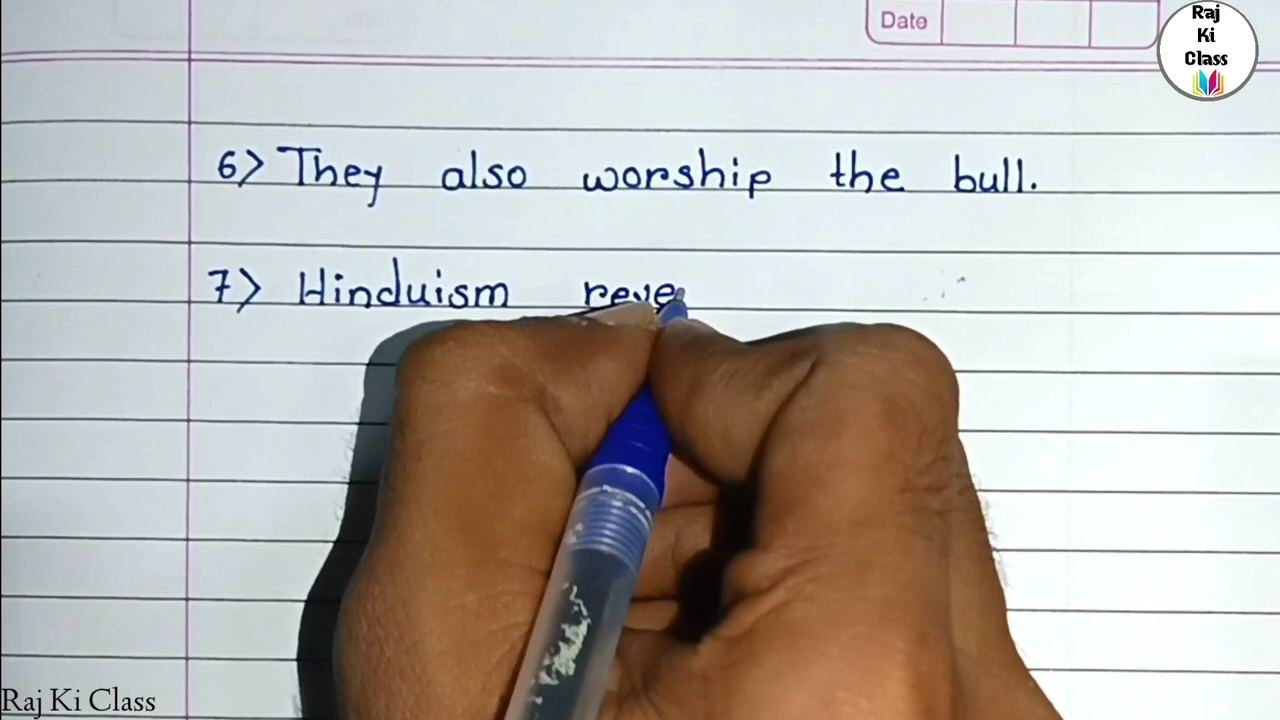 Date
Raj
Ki
Class
6> They also worship the bull.
7> Hinduism reve
Raj Ki Class